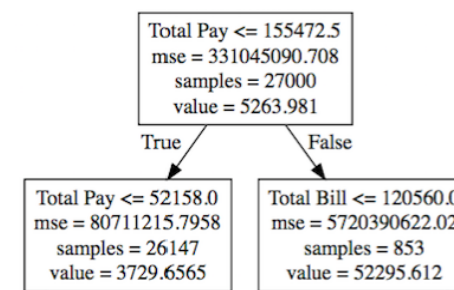 Total Pay <= 155472.5
mse = 331045090.708
samples = 27000
value = 5263.981
True
False
Total Pay <= 52158.0
mse = 80711215.7958
samples = 26147
value = 3729.6565
Total Bill <= 120560.0
mse = 5720390622.02
samples = 853
value = 52295.612